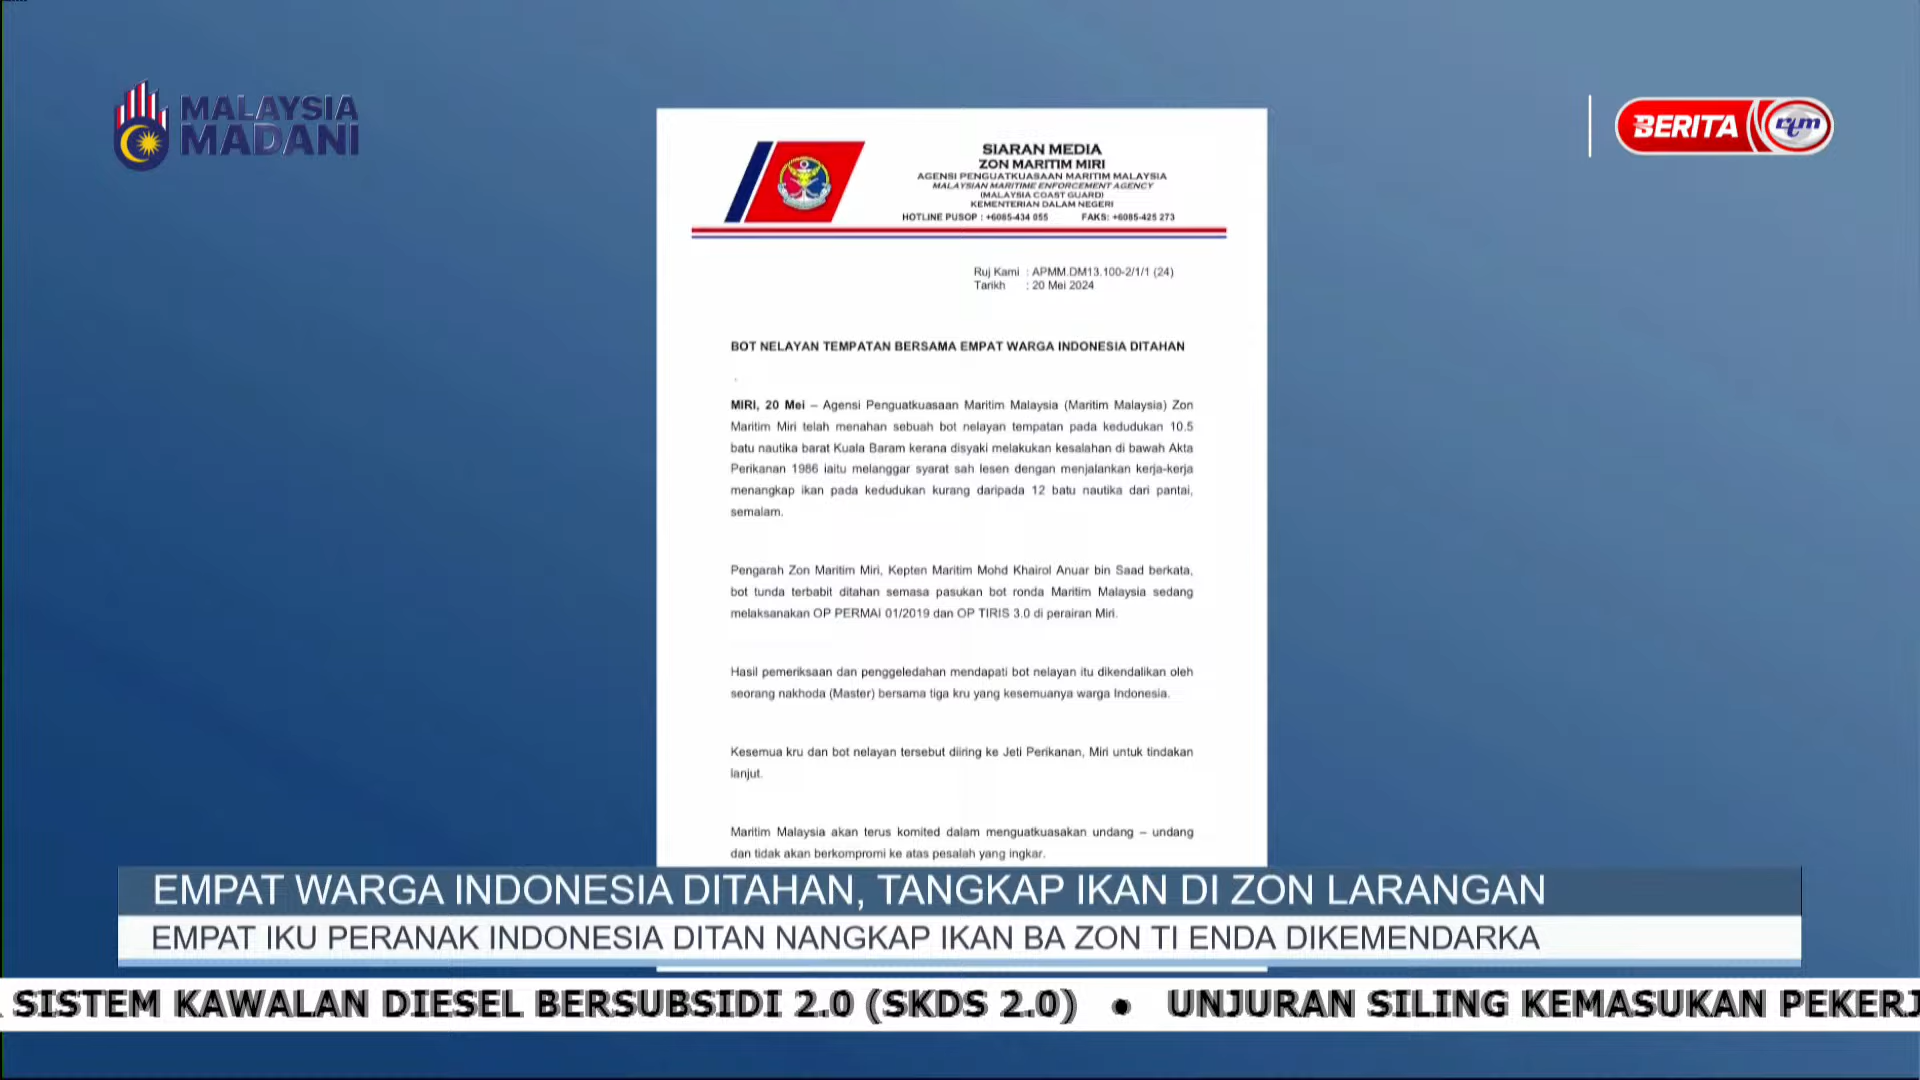 MALAYSIA
MADANI
BERITA rtm
SIARAN MEDIA
ZON MARITIM MIRI
AGENSI PENGUATKUASAAN MARITIM MALAYSIA
MALAYSIAN MARITIME ENFORCEMENT AGENCY
(MALAYSIA COAST GUARD)
KEMENTERIAN DALAM NEGERI
HOTLINE PUSOP : +6085-434 055 FAKS: +6085-425 273
Ruj Kami : APMM.DM13.100-2/1/1 (24)
Tarikh : 20 Mei 2024
BOT NELAYAN TEMPATAN BERSAMA EMPAT WARGA INDONESIA DITAHAN
MIRI, 20 Mei – Agensi Penguatkuasaan Maritim Malaysia (Maritim Malaysia) Zon
Maritim Miri telah menahan sebuah bot nelayan tempatan pada kedudukan 10.5
batu nautika barat Kuala Baram kerana disyaki melakukan kesalahan di bawah Akta
Perikanan 1986 iaitu melanggar syarat sah lesen dengan menjalankan kerja-kerja
menangkap ikan pada kedudukan kurang daripada 12 batu nautika dari pantai,
semalam.
Pengarah Zon Maritim Miri, Kepten Maritim Mohd Khairol Anuar bin Saad berkata,
bot tunda terbabit ditahan semasa pasukan bot ronda Maritim Malaysia sedang
melaksanakan OP PERMAI 01/2019 dan OP TIRIS 3.0 di perairan Miri.
Hasil pemeriksaan dan penggeledahan mendapati bot nelayan itu dikendalikan oleh
seorang nakhoda (Master) bersama tiga kru yang kesemuanya warga Indonesia.
Kesemua kru dan bot nelayan tersebut diiring ke Jeti Perikanan, Miri untuk tindakan
lanjut.
Maritim Malaysia akan terus komited dalam menguatkuasakan undang – undang
dan tidak akan berkompromi ke atas pesalah yang ingkar.
EMPAT WARGA INDONESIA DITAHAN, TANGKAP IKAN DI ZON LARANGAN
EMPAT IKU PERANAK INDONESIA DITAN NANGKAP IKAN BA ZON TI ENDA DIKEMENDARKA
SISTEM KAWALAN DIESEL BERSUBSIDI 2.0 (SKDS 2.0) ● UNJURAN SILING KEMASUKAN PEKERJ